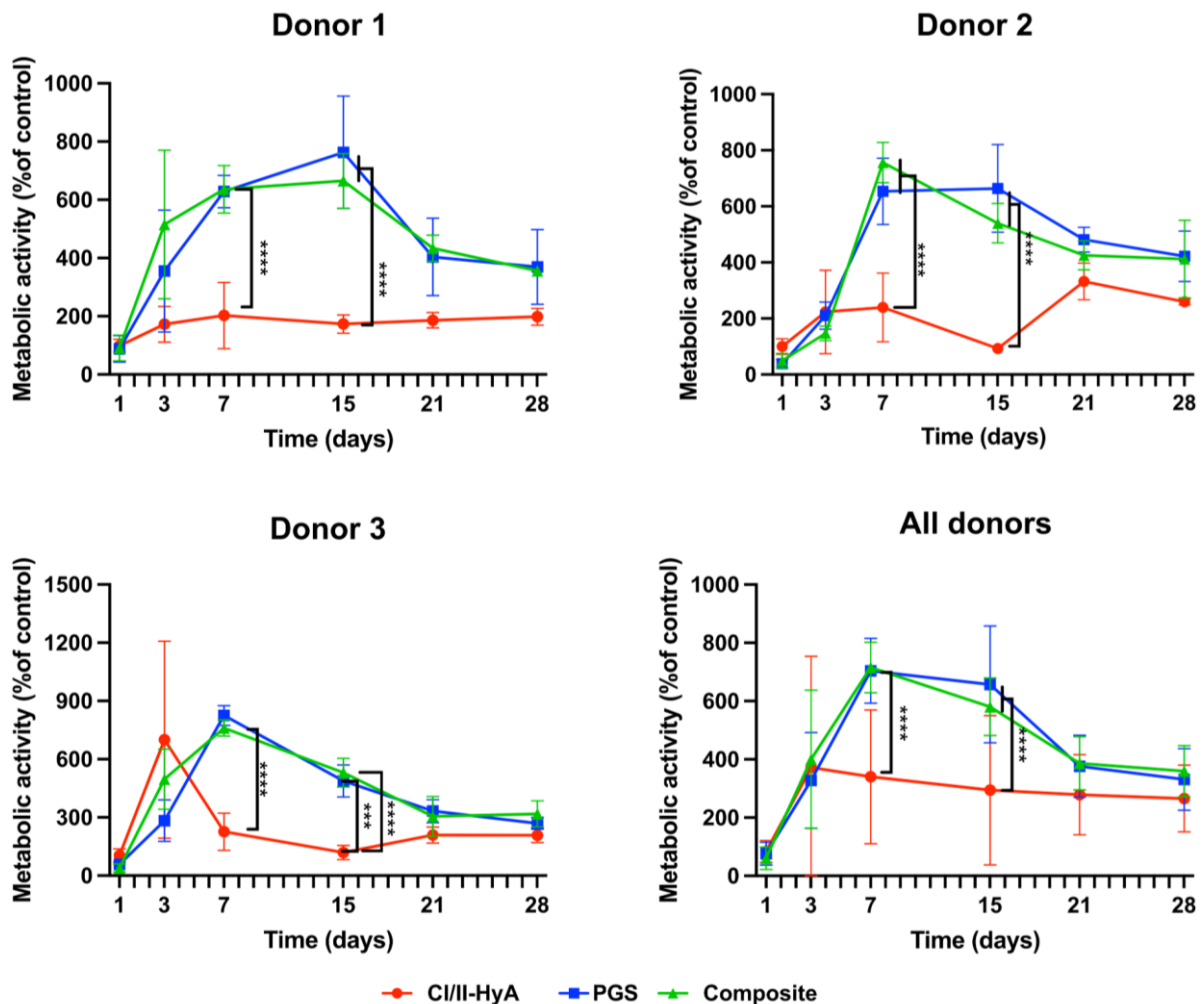 Donor 1
Metabolic activity (%of control)
1000
800
600
400
200
0
****
****
1 3 7 15 21 28
Time (days)
Donor 2
Metabolic activity (%of control)
1000
800
600
400
200
0
****
****
1 3 7 15 21 28
Time (days)
Donor 3
Metabolic activity (%of control)
1500
1200
900
600
300
0
****
***
****
1 3 7 15 21 28
Time (days)
All donors
Metabolic activity (%of control)
1000
800
600
400
200
0
****
****
1 3 7 15 21 28
Time (days)
CI/II-HyA PGS Composite